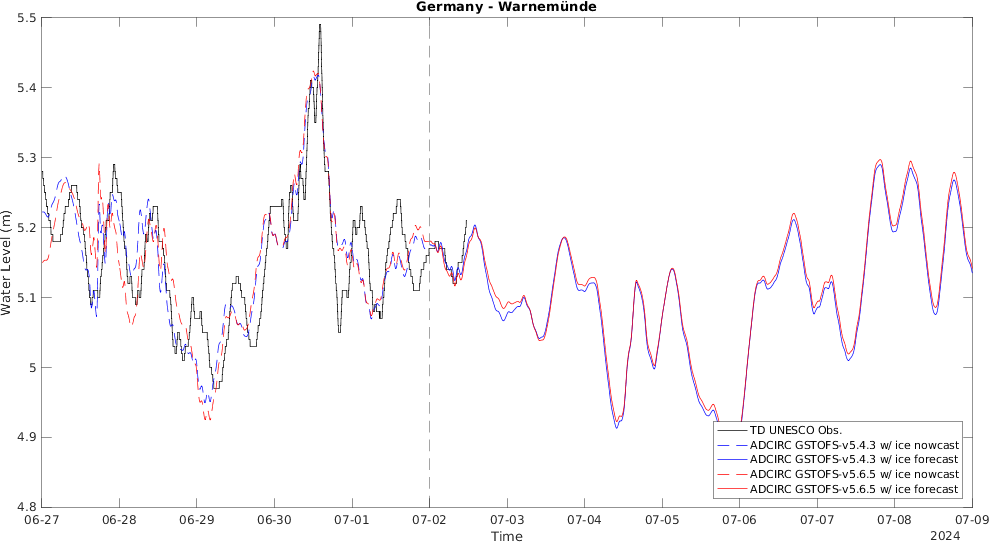 Germany - Warnemünde
5.5
5.4
5.3
5.2
5.1
5
4.9
4.8
Water Level (m)
06-27 06-28 06-29 06-30 07-01 07-02 07-03 07-04 07-05 07-06 07-07 07-08 07-09
Time
2024
TD UNESCO Obs.
ADCIRC GSTOFS-v5.4.3 w/ ice nowcast
ADCIRC GSTOFS-v5.4.3 w/ ice forecast
ADCIRC GSTOFS-v5.6.5 w/ ice nowcast
ADCIRC GSTOFS-v5.6.5 w/ ice forecast